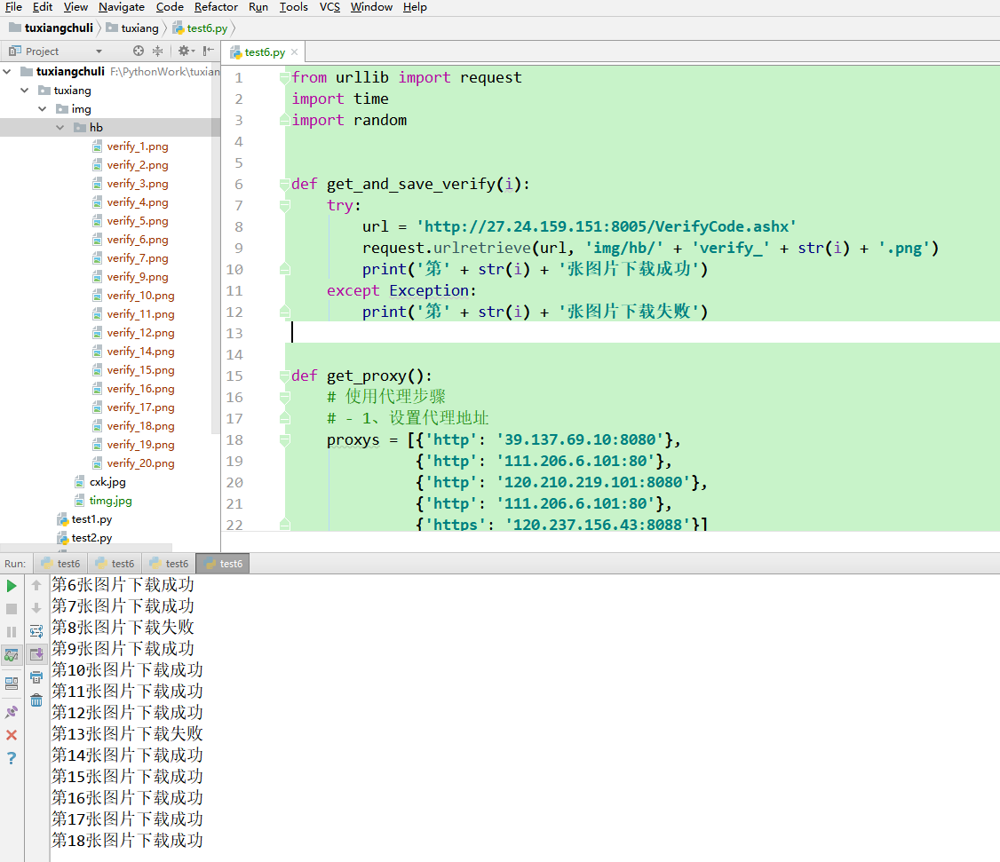 File Edit View Navigate Code Refactor Run Tools VCS Window Help
tuxiangchuli tuxiang test6.py
Project
test6.py
tuxiangchuli F:\PythonWork\tuxian
tuxiang
img
hb
verify_1.png
verify_2.png
verify_3.png
verify_4.png
verify_5.png
verify_6.png
verify_7.png
verify_9.png
verify_10.png
verify_11.png
verify_12.png
verify_14.png
verify_15.png
verify_16.png
verify_17.png
verify_18.png
verify_19.png
verify_20.png
cxk.jpg
timg.jpg
test1.py
test2.py
1 from urllib import request
2 import time
3 import random
4
5
6 def get_and_save_verify(i):
7 try:
8 url = 'http://27.24.159.151:8005/VerifyCode.ashx'
9 request.urlretrieve(url, 'img/hb/' + 'verify_' + str(i) + '.png')
10 print('第' + str(i) + '张图片下载成功')
11 except Exception:
12 print('第' + str(i) + '张图片下载失败')
13
14
15 def get_proxy():
16 # 使用代理步骤
17 # - 1、设置代理地址
18 proxys = [{'http': '39.137.69.10:8080'},
19 {'http': '111.206.6.101:80'},
20 {'http': '120.210.219.101:8080'},
21 {'http': '111.206.6.101:80'},
22 {'https': '120.237.156.43:8088'}]
Run: test6 test6 test6 test6
第6张图片下载成功
第7张图片下载成功
第8张图片下载失败
第9张图片下载成功
第10张图片下载成功
第11张图片下载成功
第12张图片下载成功
第13张图片下载失败
第14张图片下载成功
第15张图片下载成功
第16张图片下载成功
第17张图片下载成功
第18张图片下载成功